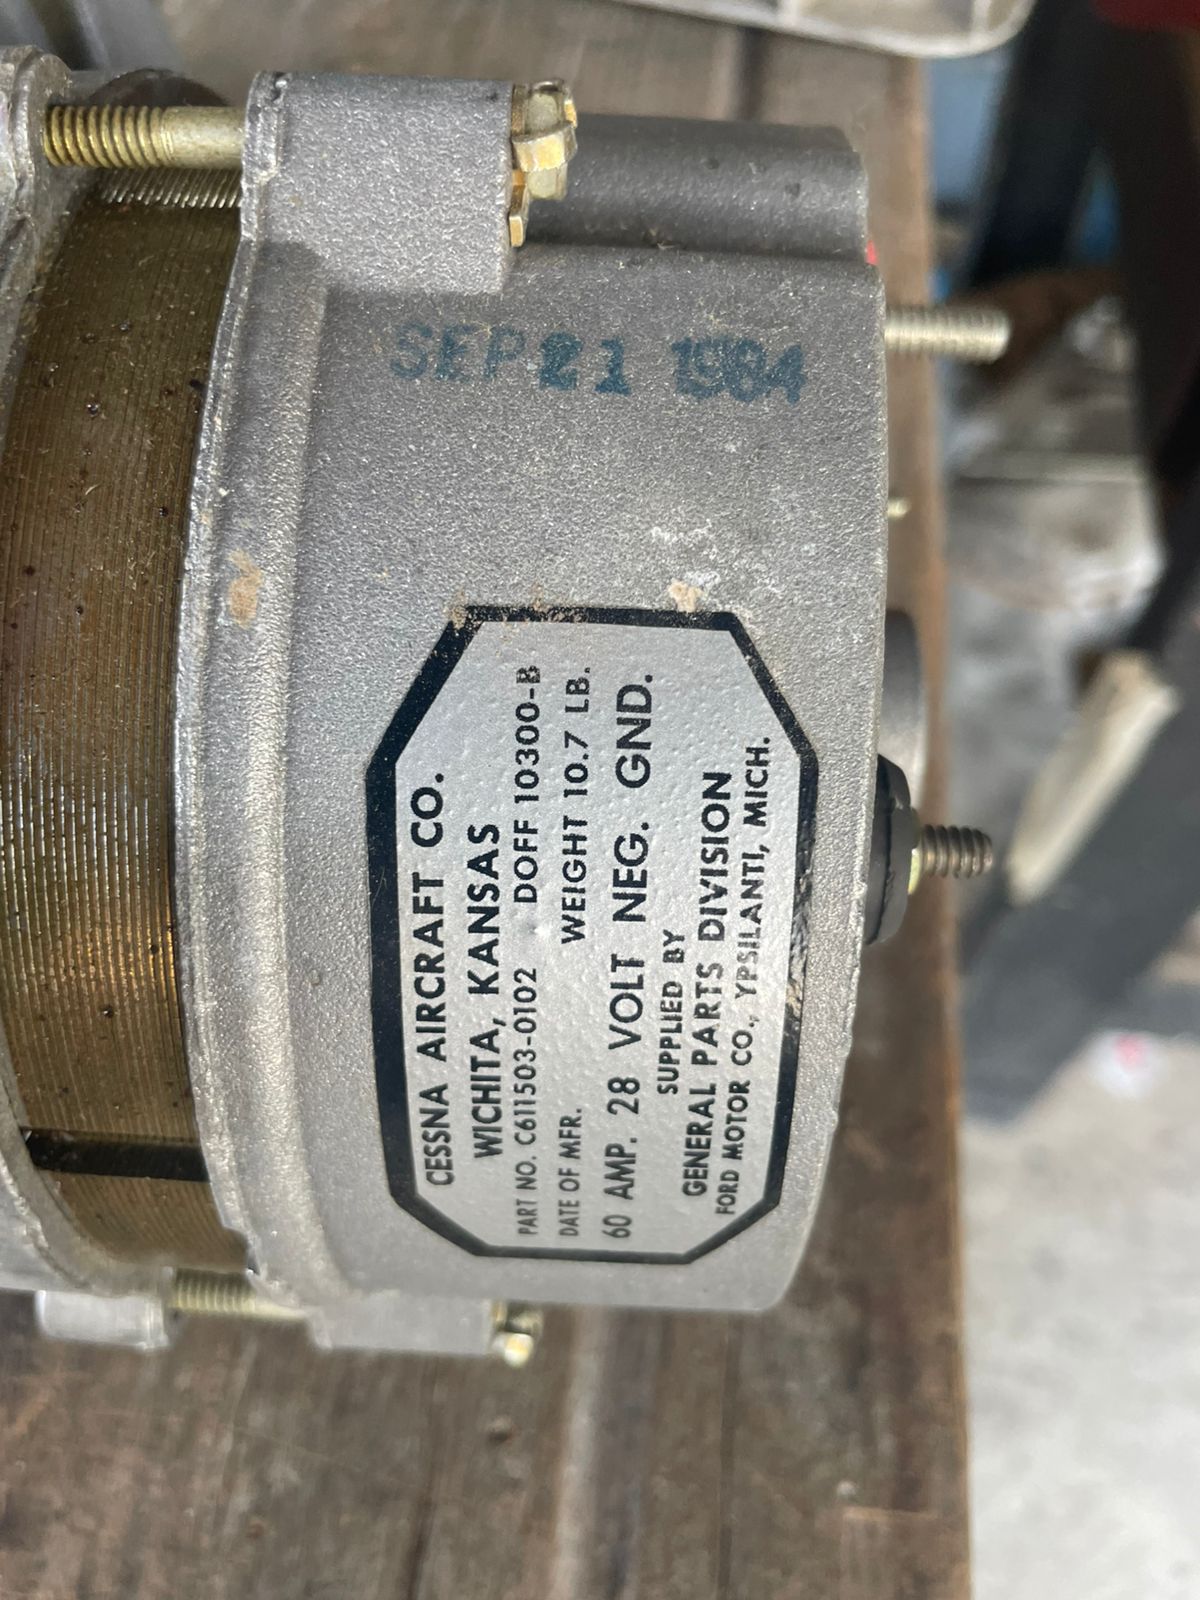 SEP 21 1984
CESSNA AIRCRAFT CO.
WICHITA, KANSAS
PART NO. C611503-0102 DOFF 10300-B
DATE OF MFR. WEIGHT 10.7 LB.
60 AMP. 28 VOLT NEG. GND.
SUPPLIED BY
GENERAL PARTS DIVISION
FORD MOTOR CO., YPSILANTI, MICH.